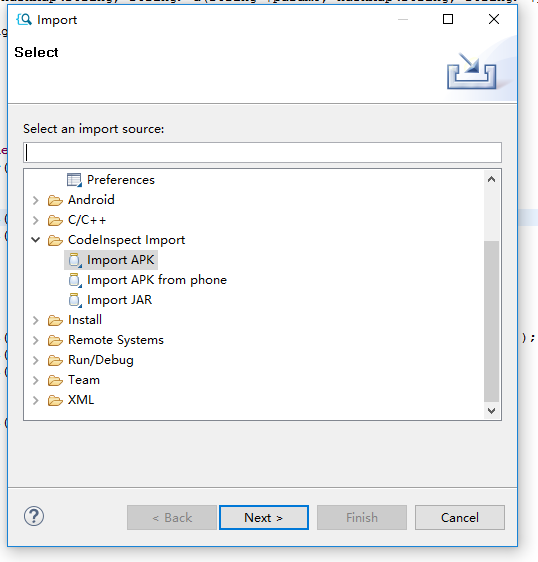 Import
Select
Select an import source:
Preferences
Android
C/C++
CodeInspect Import
Import APK
Import APK from phone
Import JAR
Install
Remote Systems
Run/Debug
Team
XML
);
?
< Back
Next >
Finish
Cancel